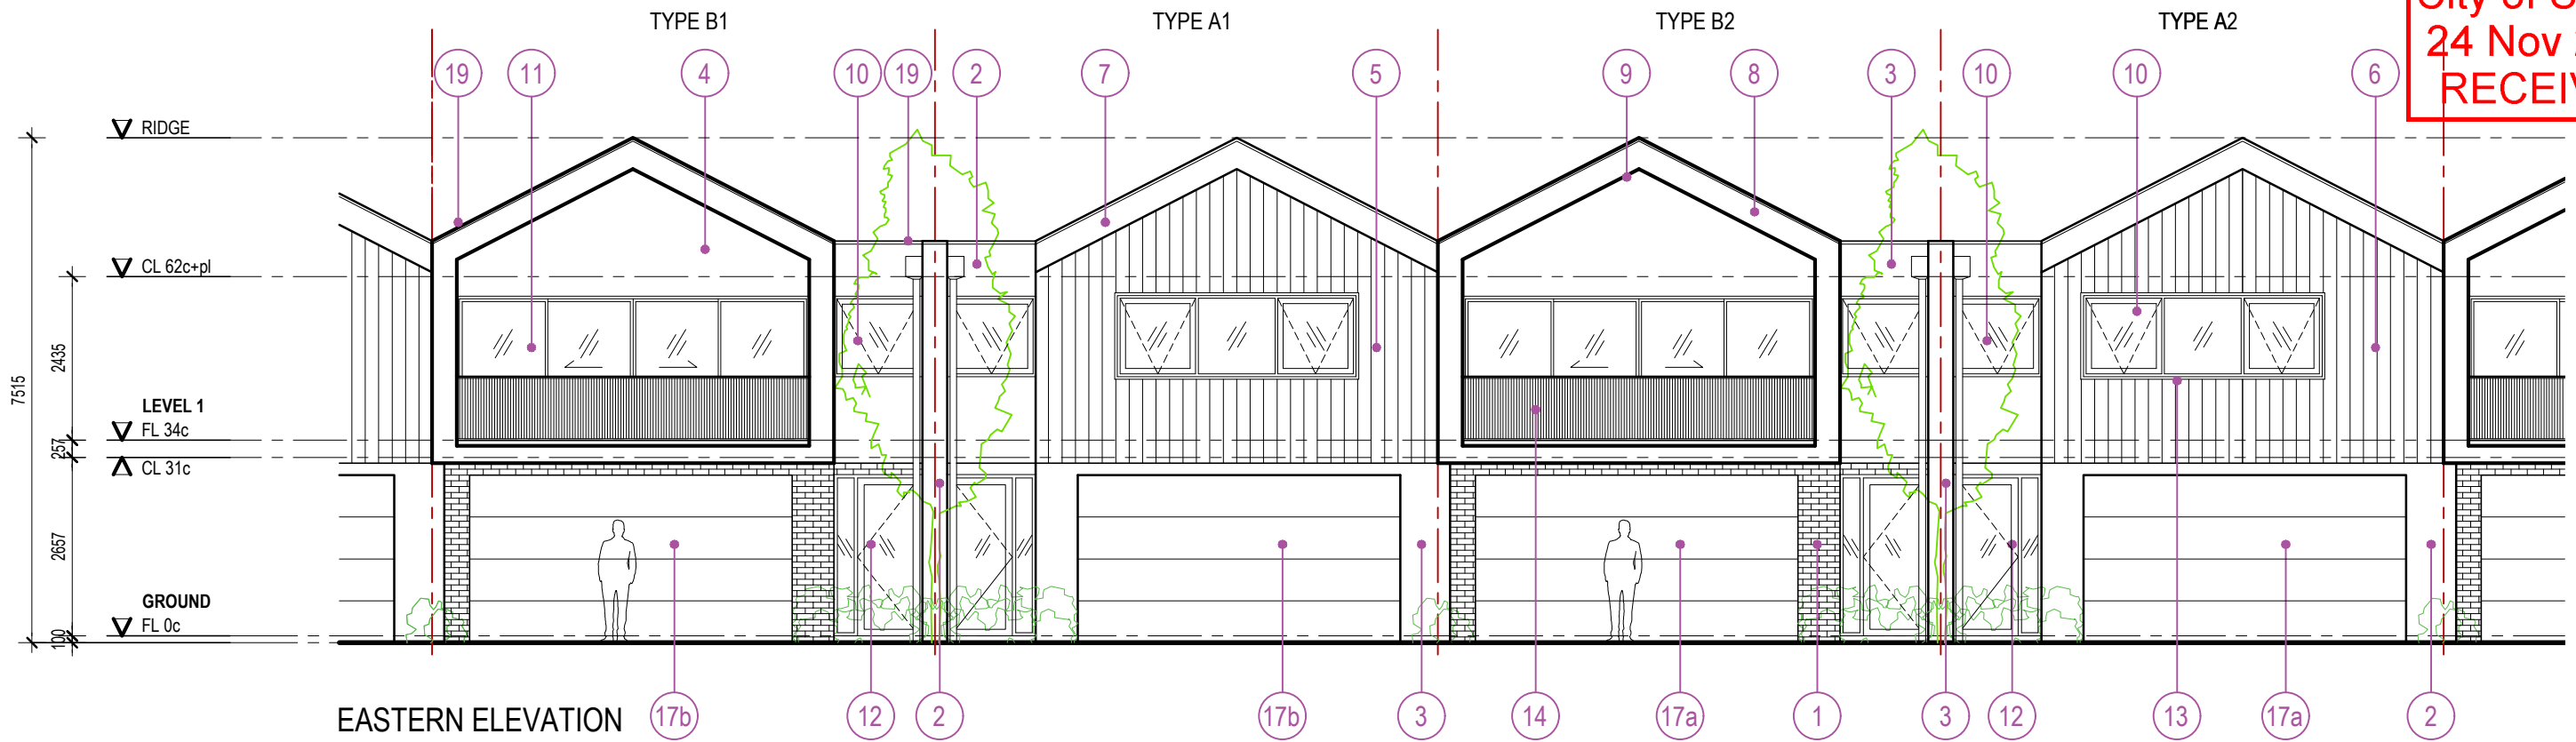 TYPE B1 TYPE A1 TYPE B2 TYPE A2
24 Nov
19 11 4 10 19 2 7 5 9 8 3 10 10 6
RIDGE
CL 62c+pl
2435
7515
LEVEL 1
FL 34c
257
CL 31c
2657
GROUND
FL 0c
100
EASTERN ELEVATION
17b 12 2 17b 3 14 17a 1 3 12 13 17a 2